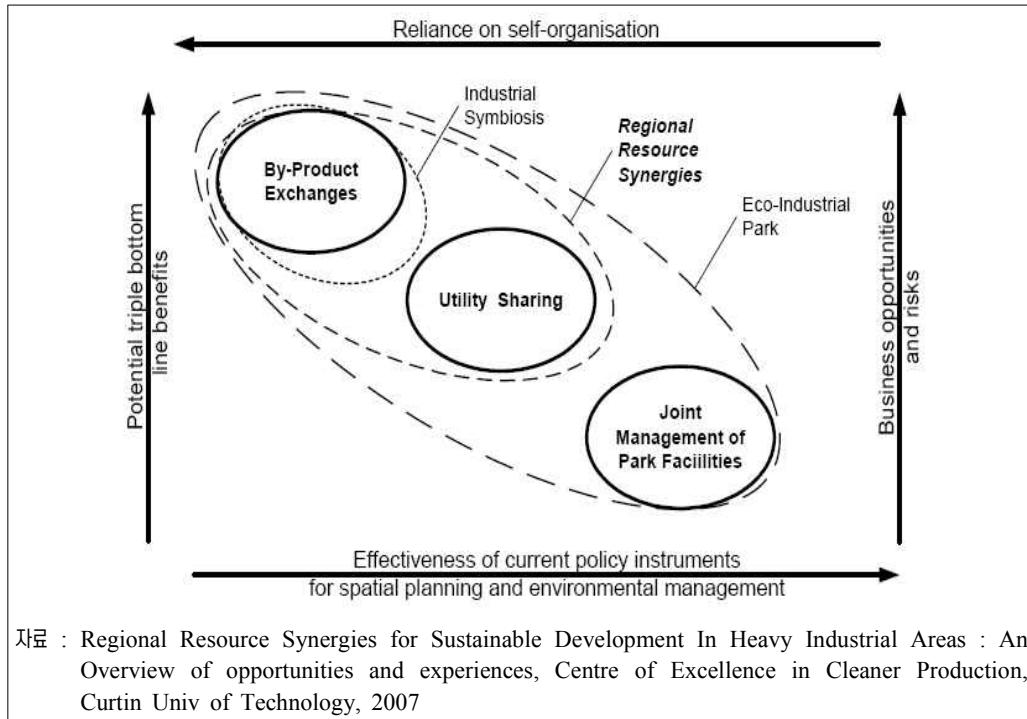 Reliance on self-organisation
Industrial
Symbiosis
Regional
Resource
Synergies
Eco-Industrial
Park
By-Product
Exchanges
Utility Sharing
Joint
Management of
Park Faciilities
Potential triple bottom
line benefits
Business opportunities
and risks
Effectiveness of current policy instruments
for spatial planning and environmental management
자료 : Regional Resource Synergies for Sustainable Development In Heavy Industrial Areas : An
Overview of opportunities and experiences, Centre of Excellence in Cleaner Production,
Curtin Univ of Technology, 2007